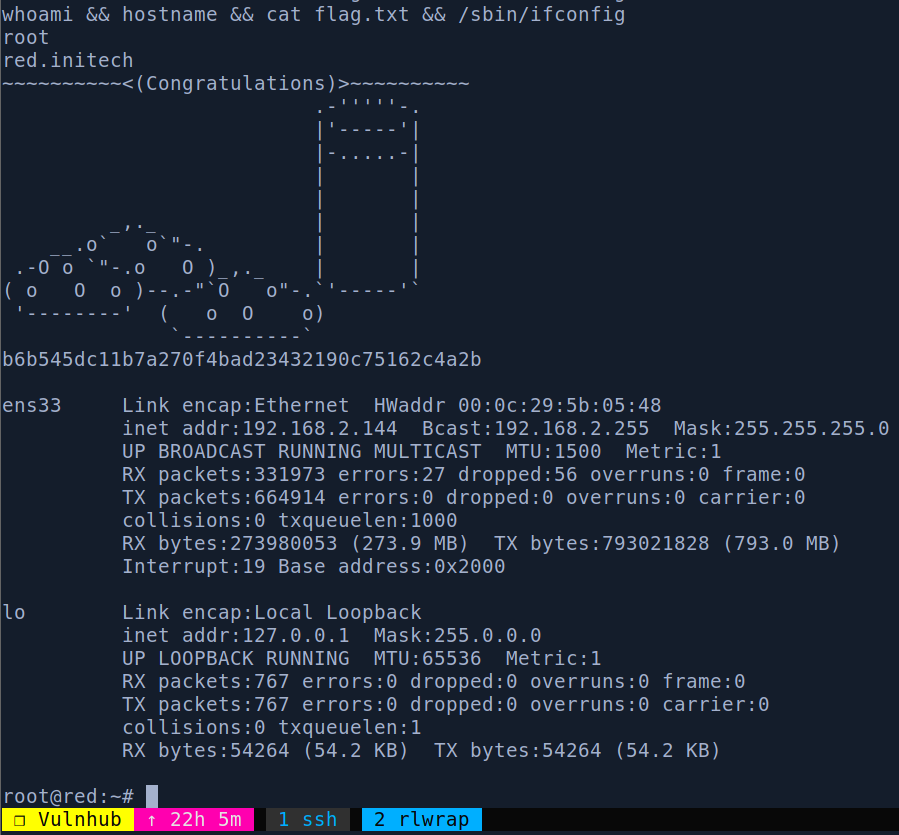 whoami && hostname && cat flag.txt && /sbin/ifconfig
root
red.initech
~~~~~~~~~~<(Congratulations)>~~~~~~~~~~
                          .-'''''-.
                          |'-----'|
                          |-.....-|
                          |       |
                          |       |
         _,._             |       |
    __.o`   o`"-.         |       |
 .-O o `"-.o   O )_,._    |       |
( o   O  o )--.-"`O   o"-.`'-----'`
 '--------'  (   o  O    o)
              `----------`
b6b545dc11b7a270f4bad23432190c75162c4a2b

ens33     Link encap:Ethernet  HWaddr 00:0c:29:5b:05:48
          inet addr:192.168.2.144  Bcast:192.168.2.255  Mask:255.255.255.0
          UP BROADCAST RUNNING MULTICAST  MTU:1500  Metric:1
          RX packets:331973 errors:27 dropped:56 overruns:0 frame:0
          TX packets:664914 errors:0 dropped:0 overruns:0 carrier:0
          collisions:0 txqueuelen:1000
          RX bytes:273980053 (273.9 MB)  TX bytes:793021828 (793.0 MB)
          Interrupt:19 Base address:0x2000

lo        Link encap:Local Loopback
          inet addr:127.0.0.1  Mask:255.0.0.0
          UP LOOPBACK RUNNING  MTU:65536  Metric:1
          RX packets:767 errors:0 dropped:0 overruns:0 frame:0
          TX packets:767 errors:0 dropped:0 overruns:0 carrier:0
          collisions:0 txqueuelen:1
          RX bytes:54264 (54.2 KB)  TX bytes:54264 (54.2 KB)

root@red:~#
❐ Vulnhub ↑ 22h 5m 1 ssh 2 rlwrap